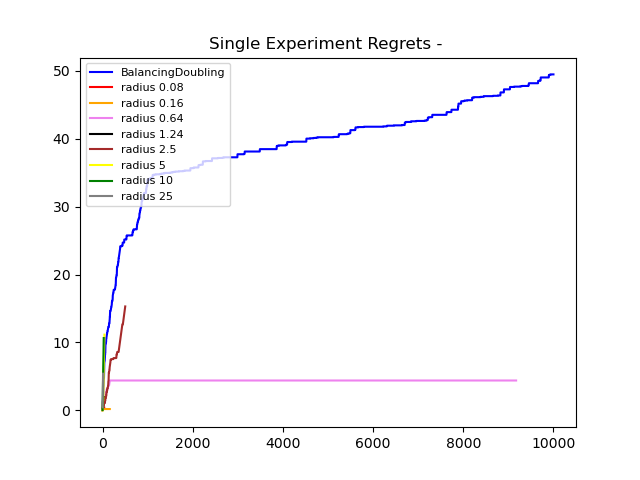 Single Experiment Regrets -
BalancingDoubling
radius 0.08
radius 0.16
radius 0.64
radius 1.24
radius 2.5
radius 5
radius 10
radius 25
50
40
30
20
10
0
0 2000 4000 6000 8000 10000